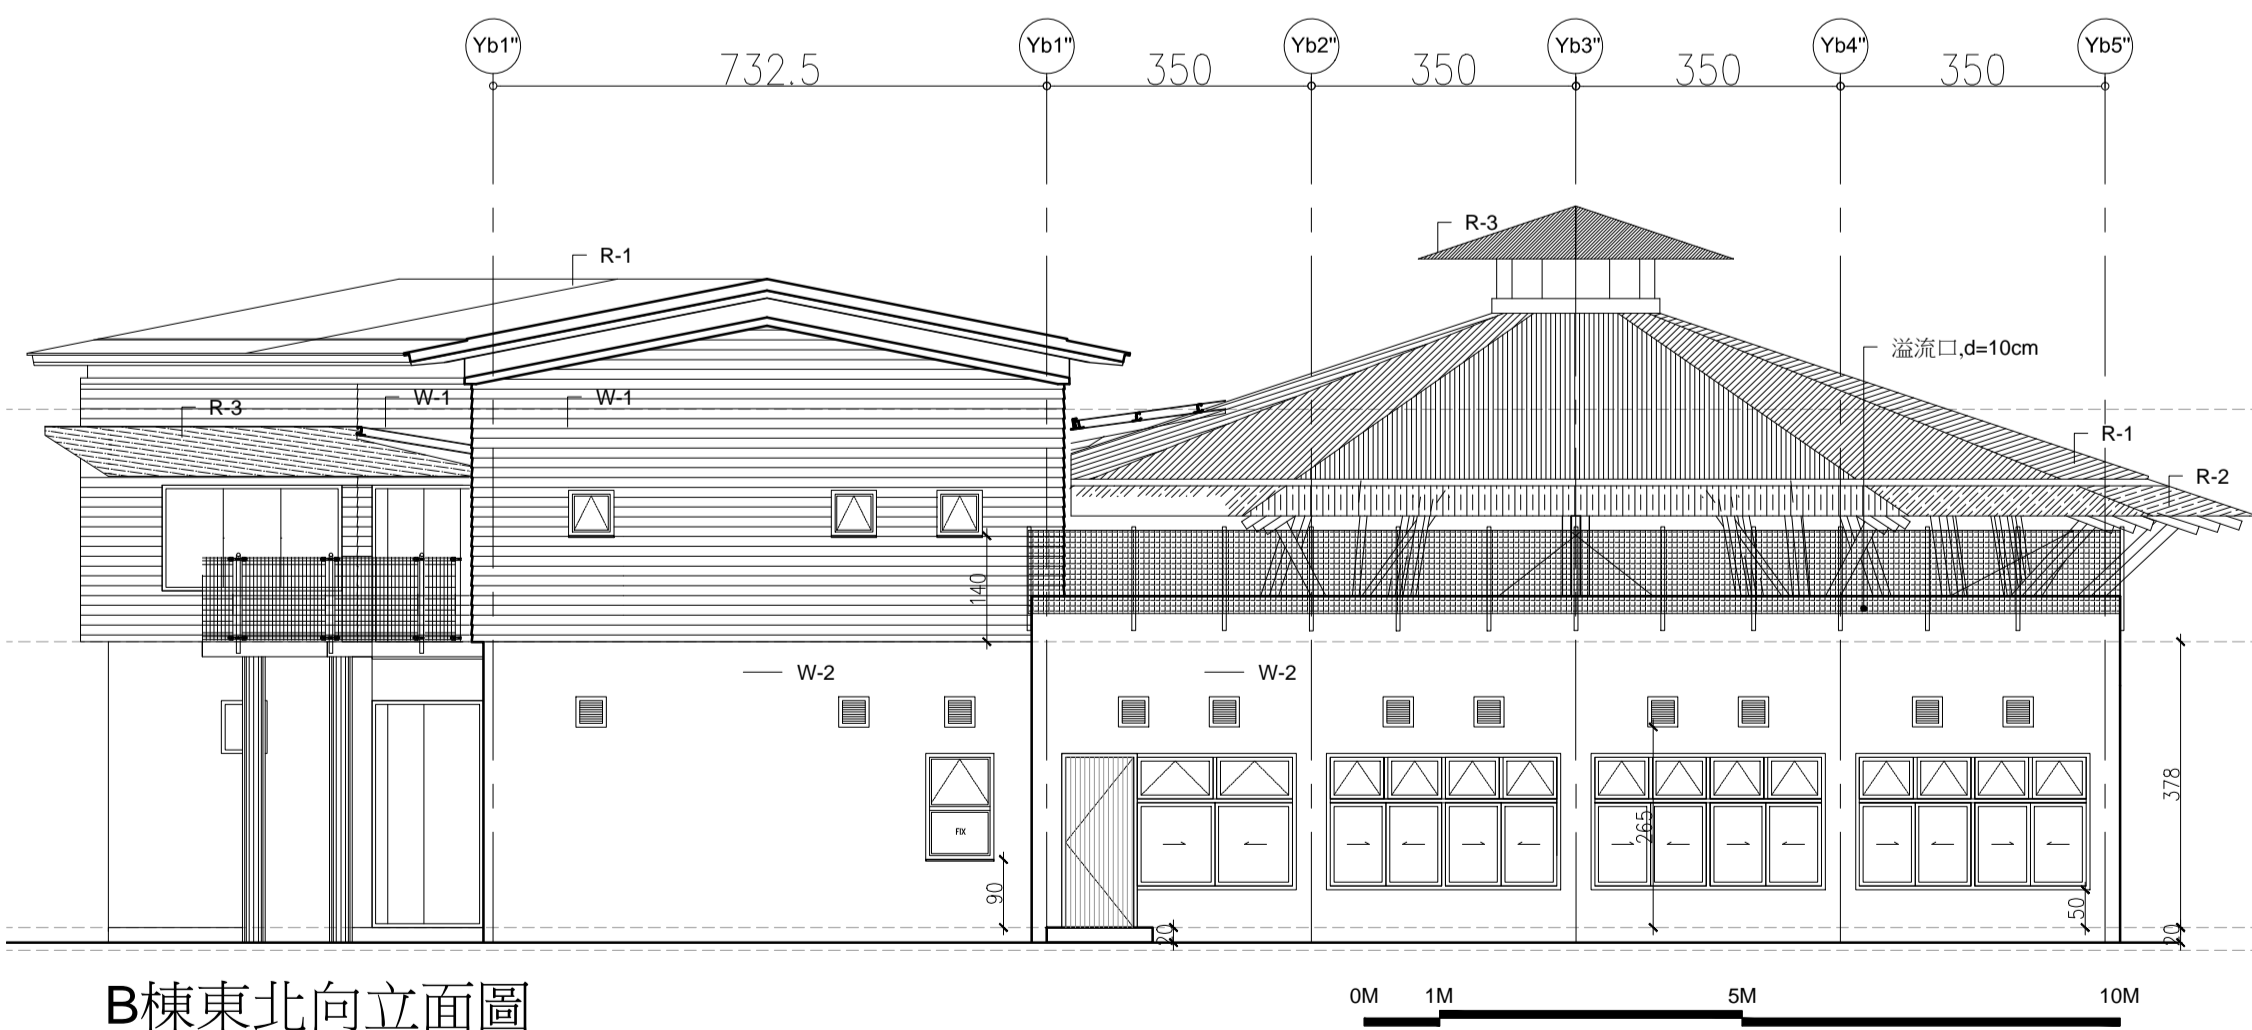 Yb1" Yb1" Yb2" Yb3" Yb4" Yb5"
732.5 350 350 350 350
R-3
R-1
溢流口,d=10cm
R-3 W-1 W-1
R-1
R-2
140
W-2 W-2
378
265
FIX
90
50
20 20
B棟東北向立面圖
0M 1M 5M 10M